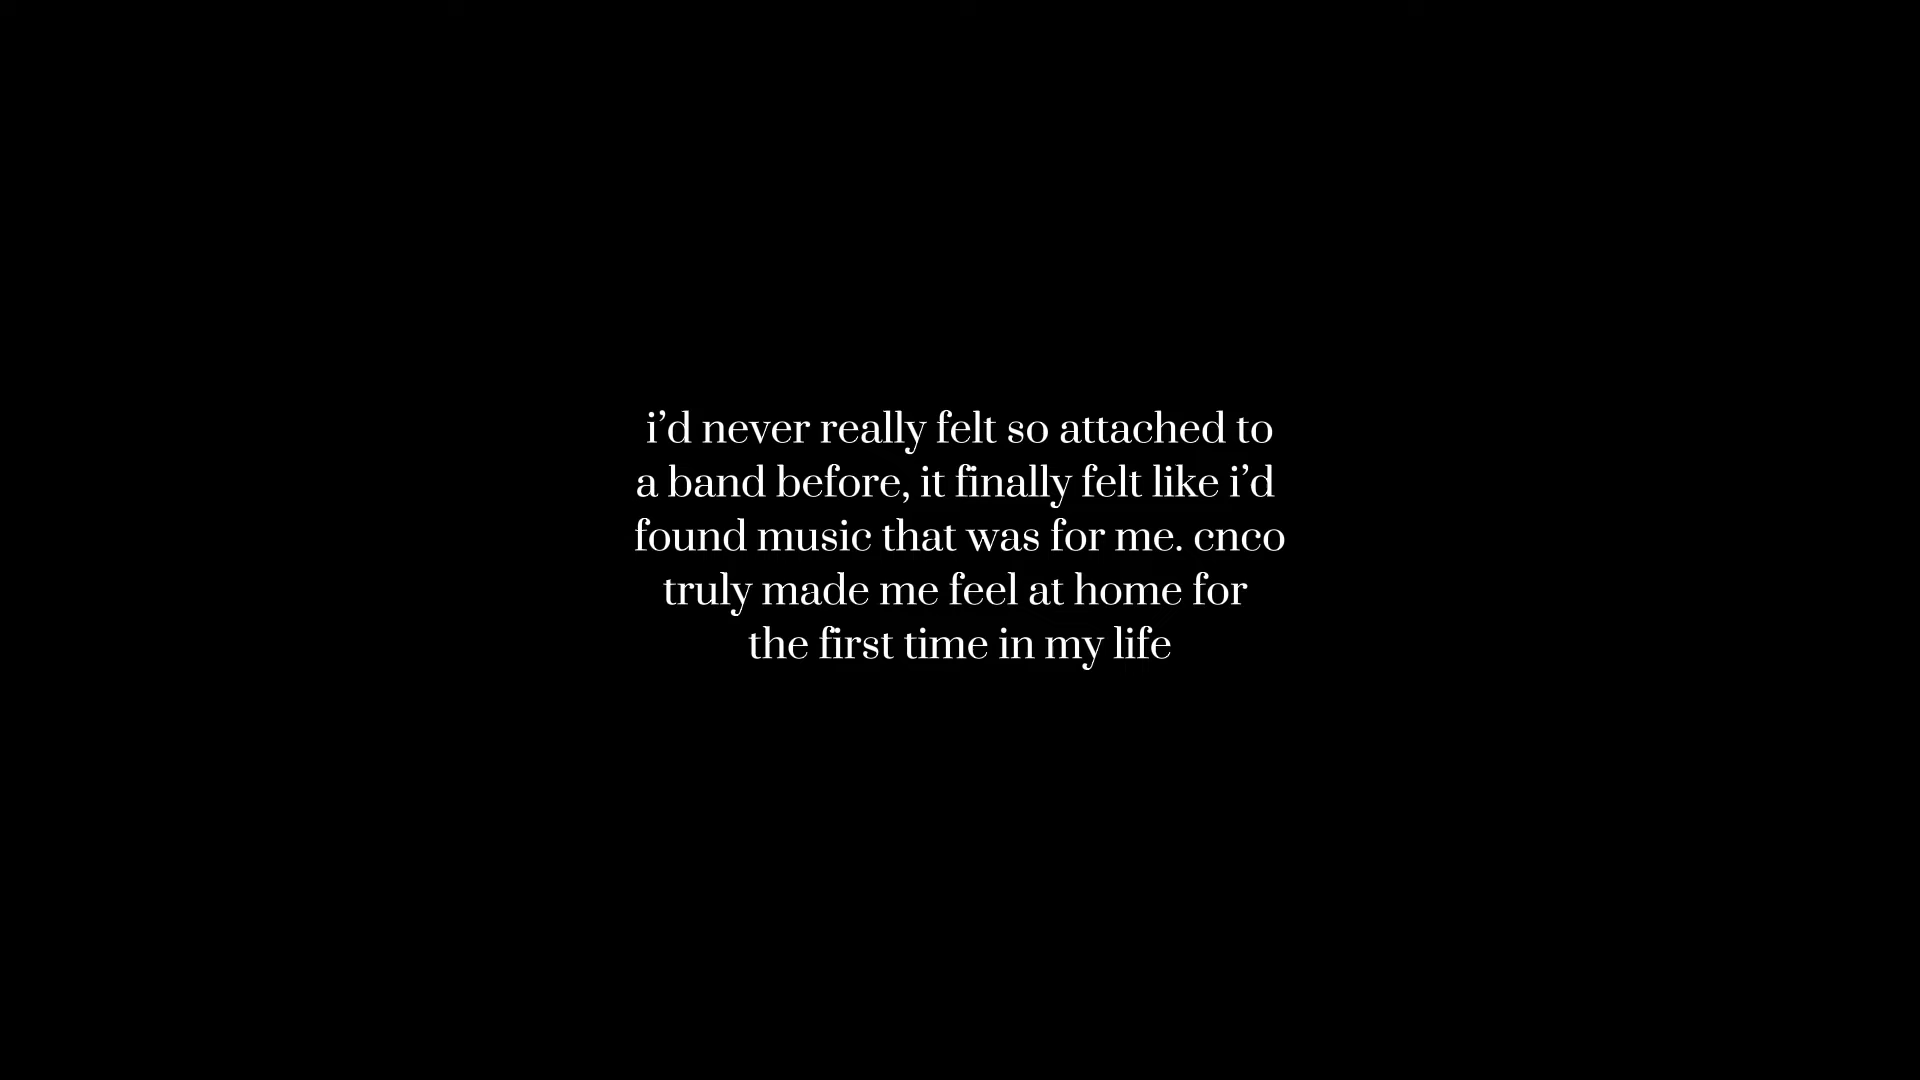 i’d never really felt so attached to
a band before, it finally felt like i’d
found music that was for me. cnco
truly made me feel at home for
the first time in my life